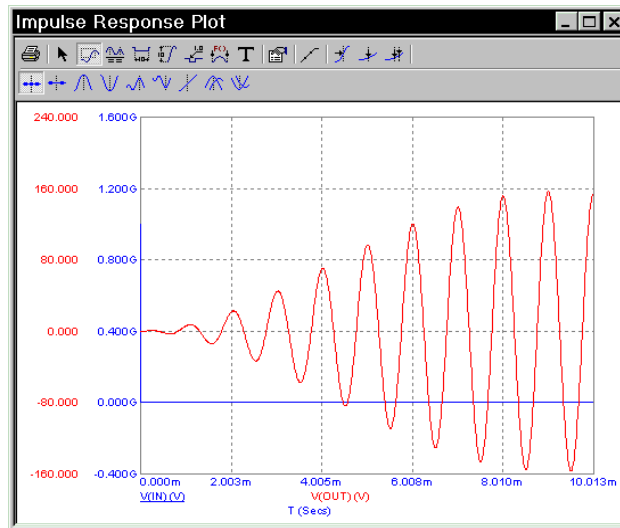 Impulse Response Plot
T
240.000 1.600G
160.000 1.200G
80.000 0.800G
0.000 0.400G
-80.000 0.000G
-160.000 -0.400G
0.000m 2.003m 4.005m 6.008m 8.010m 10.013m
V(IN) (V) V(OUT) (V)
T (Secs)